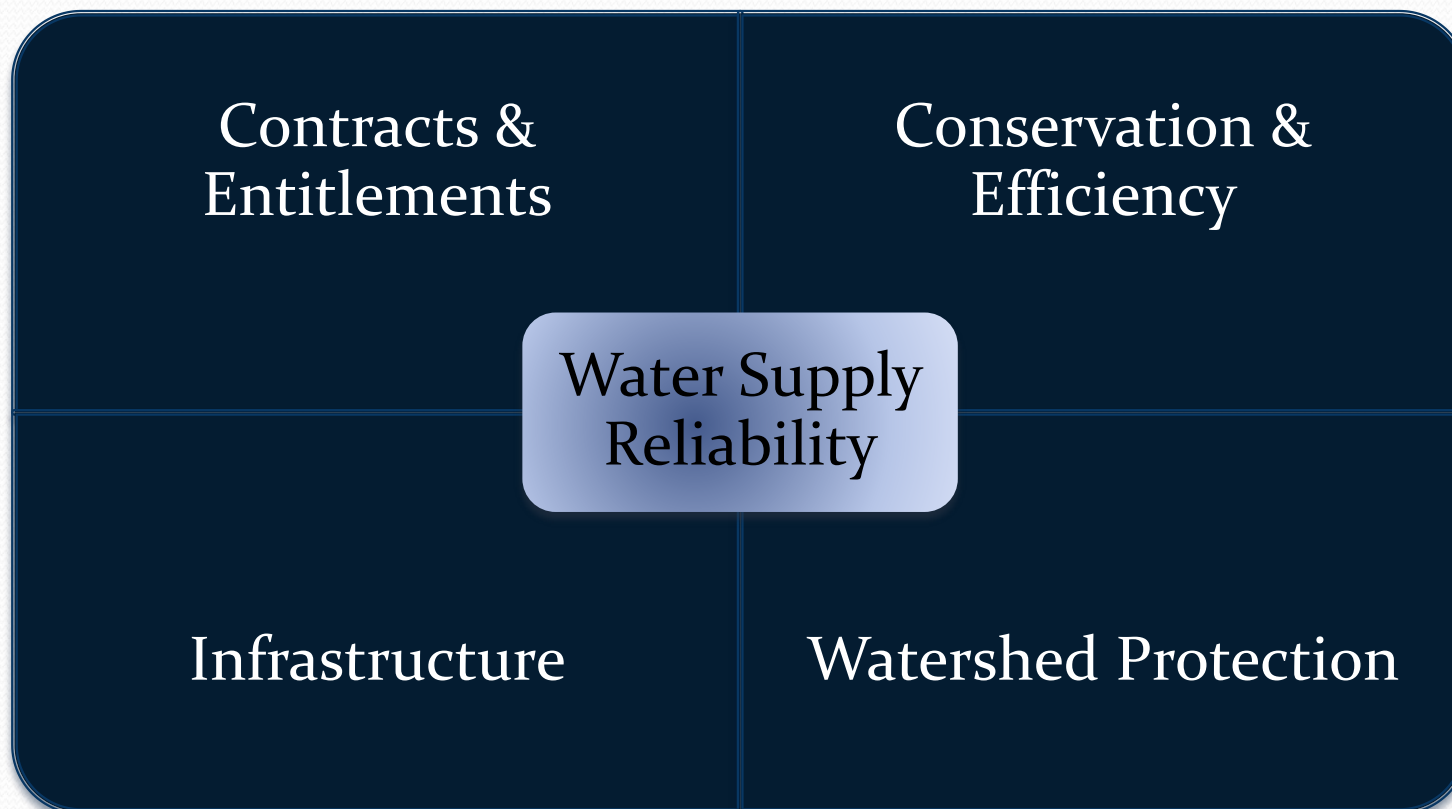 Contracts &
Entitlements
Conservation &
Efficiency
Water Supply
Reliability
Infrastructure
Watershed Protection